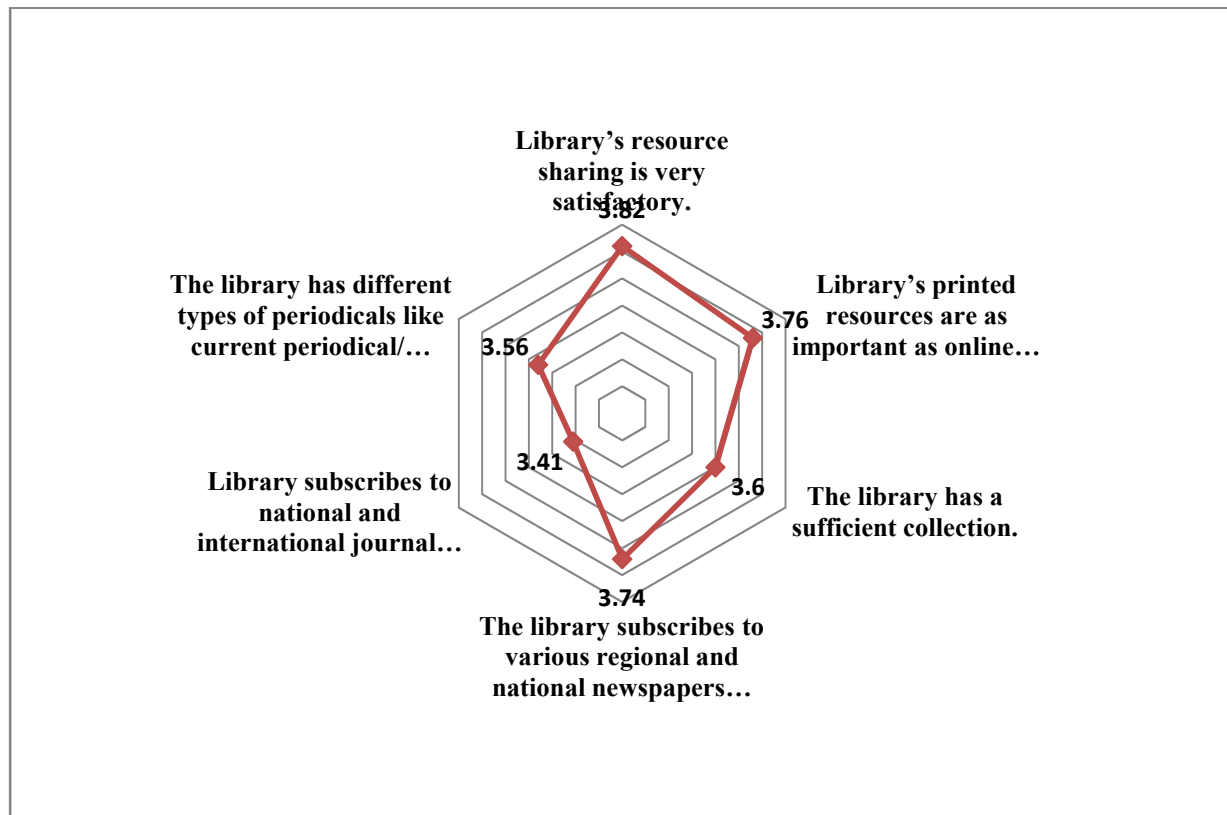 Library’s resource
sharing is very
satisfactory.
3.82
Library’s printed
resources are as
important as online…
3.76
The library has a
sufficient collection.
3.6
3.74
The library subscribes to
various regional and
national newspapers…
Library subscribes to
national and
international journal…
3.41
The library has different
types of periodicals like
current periodical/…
3.56